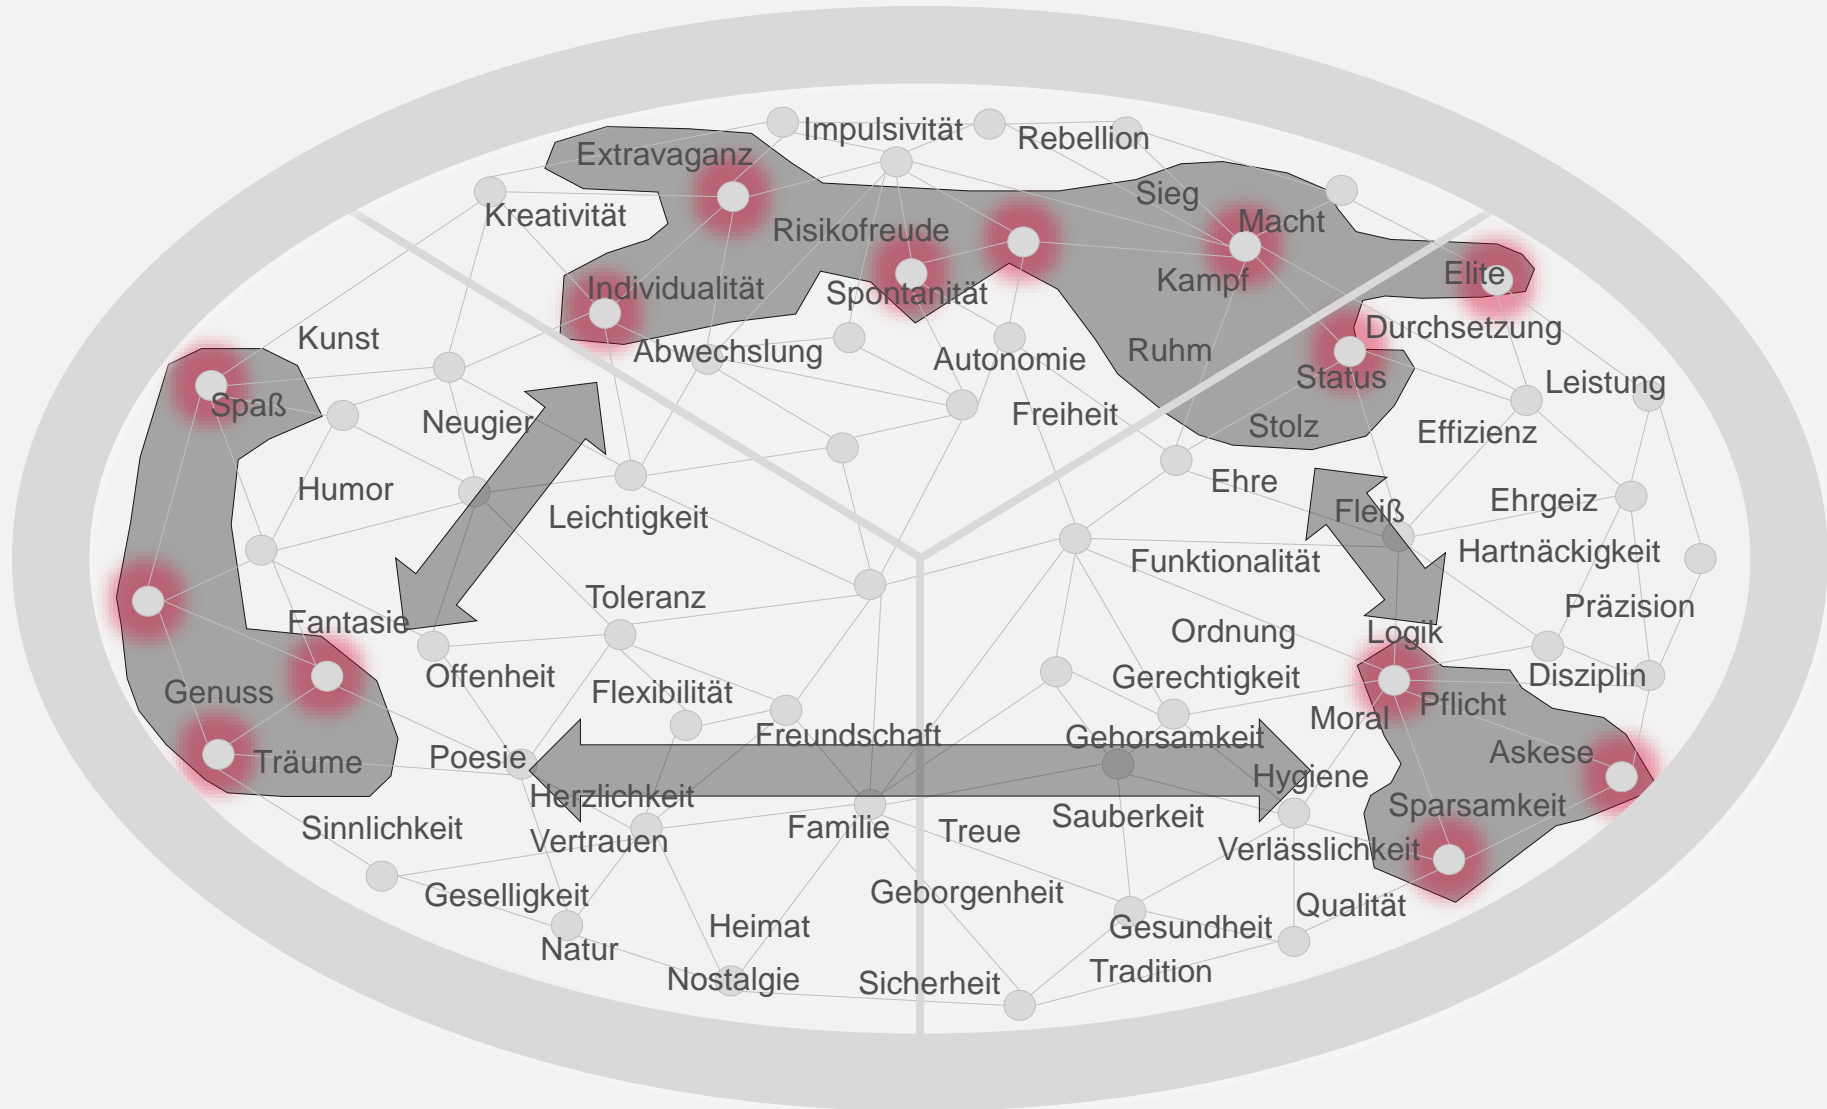 Impulsivität
Rebellion
Extravaganz
Sieg
Kreativität
Macht
Risikofreude
Elite
Kampf
Individualität
Spontanität
Durchsetzung
Kunst
Abwechslung
Autonomie
Ruhm
Status
Leistung
Spaß
Neugier
Freiheit
Stolz
Effizienz
Humor
Ehre
Ehrgeiz
Leichtigkeit
Fleiß
Funktionalität
Hartnäckigkeit
Toleranz
Präzision
Fantasie
Ordnung
Logik
Offenheit
Gerechtigkeit
Disziplin
Genuss
Flexibilität
Moral
Pflicht
Freundschaft
Gehorsamkeit
Askese
Träume
Poesie
Hygiene
Herzlichkeit
Sparsamkeit
Sinnlichkeit
Vertrauen
Familie
Treue
Sauberkeit
Verlässlichkeit
Geselligkeit
Geborgenheit
Qualität
Natur
Heimat
Gesundheit
Nostalgie
Sicherheit
Tradition